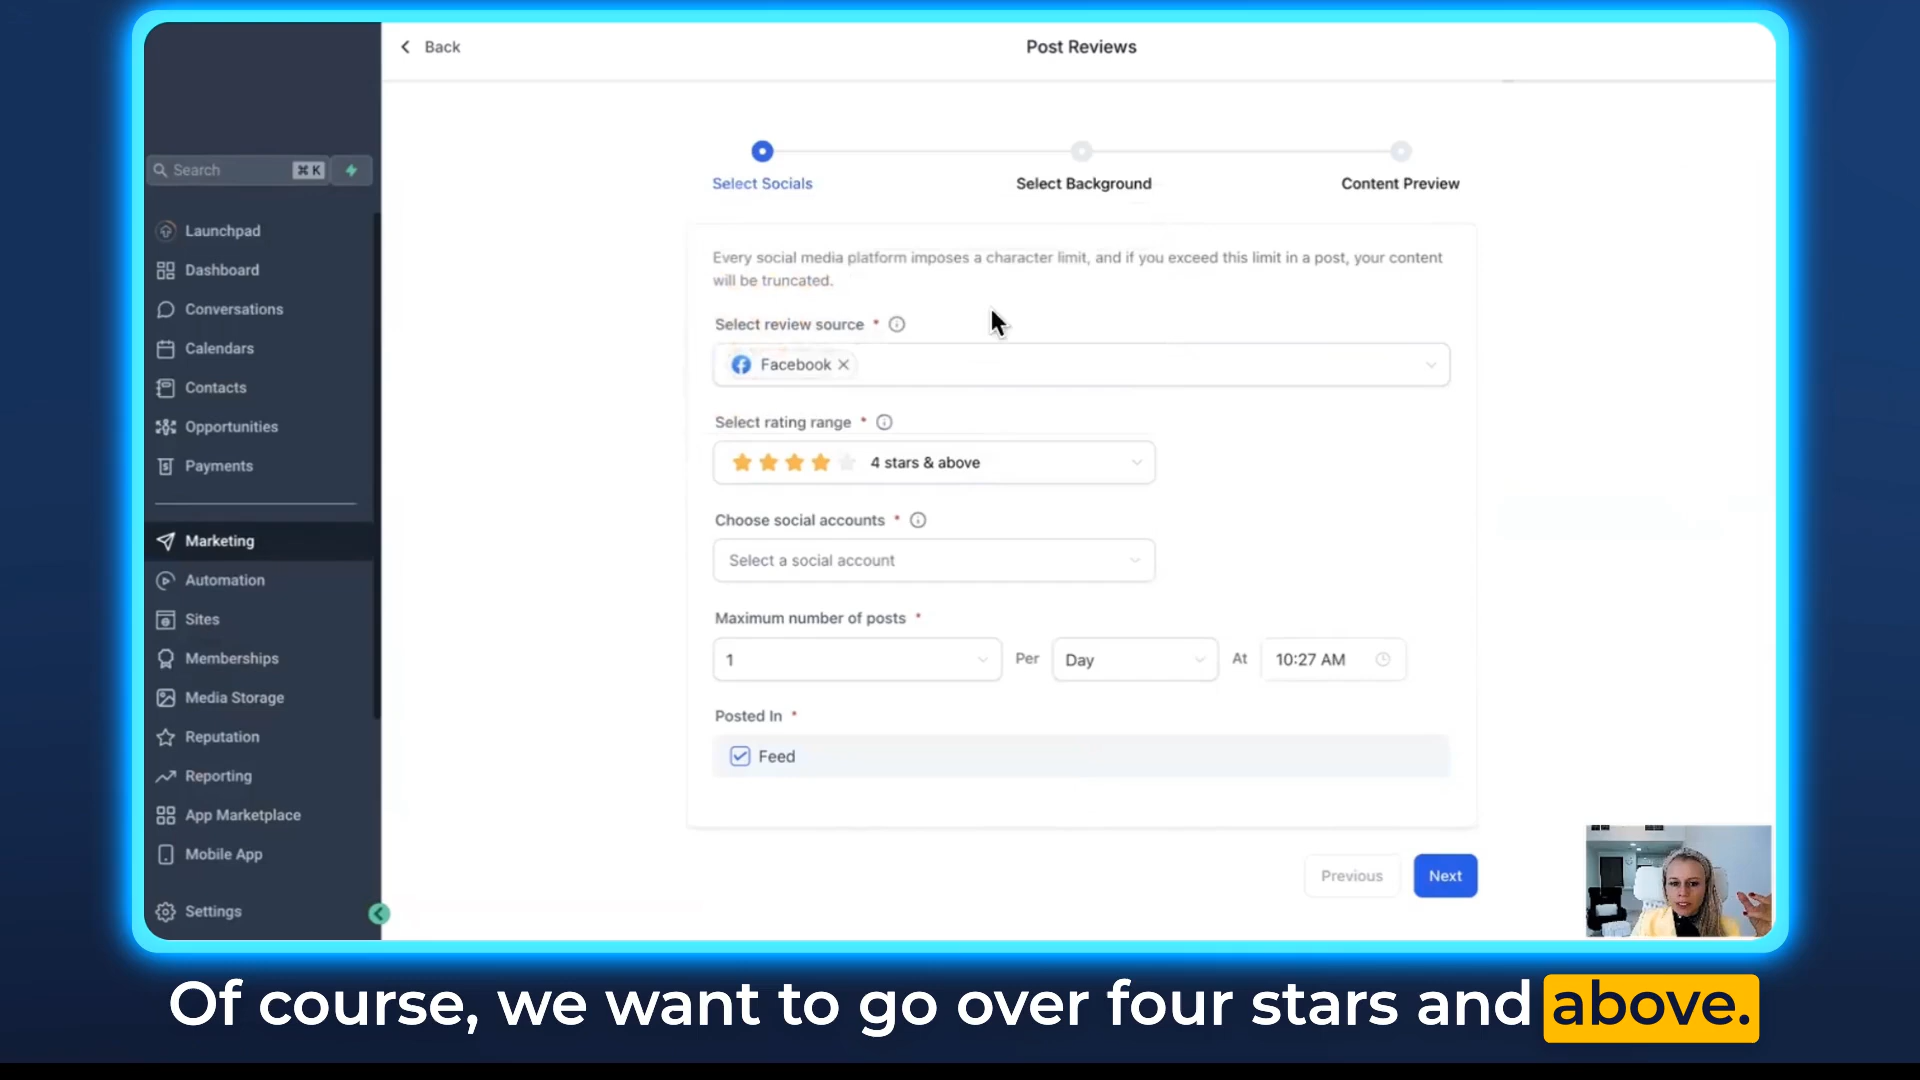 Back
Post Reviews
Search
⌘ K
Launchpad
Dashboard
Conversations
Calendars
Contacts
Opportunities
Payments
Marketing
Automation
Sites
Memberships
Media Storage
Reputation
Reporting
App Marketplace
Mobile App
Settings
Select Socials
Select Background
Content Preview
Every social media platform imposes a character limit, and if you exceed this limit in a post, your content
will be truncated.
Select review source *
Facebook
Select rating range *
4 stars & above
Choose social accounts *
Select a social account
Maximum number of posts *
1 Per Day At 10:27 AM
Posted In *
Feed
Previous
Next
Of course, we want to go over four stars and above.